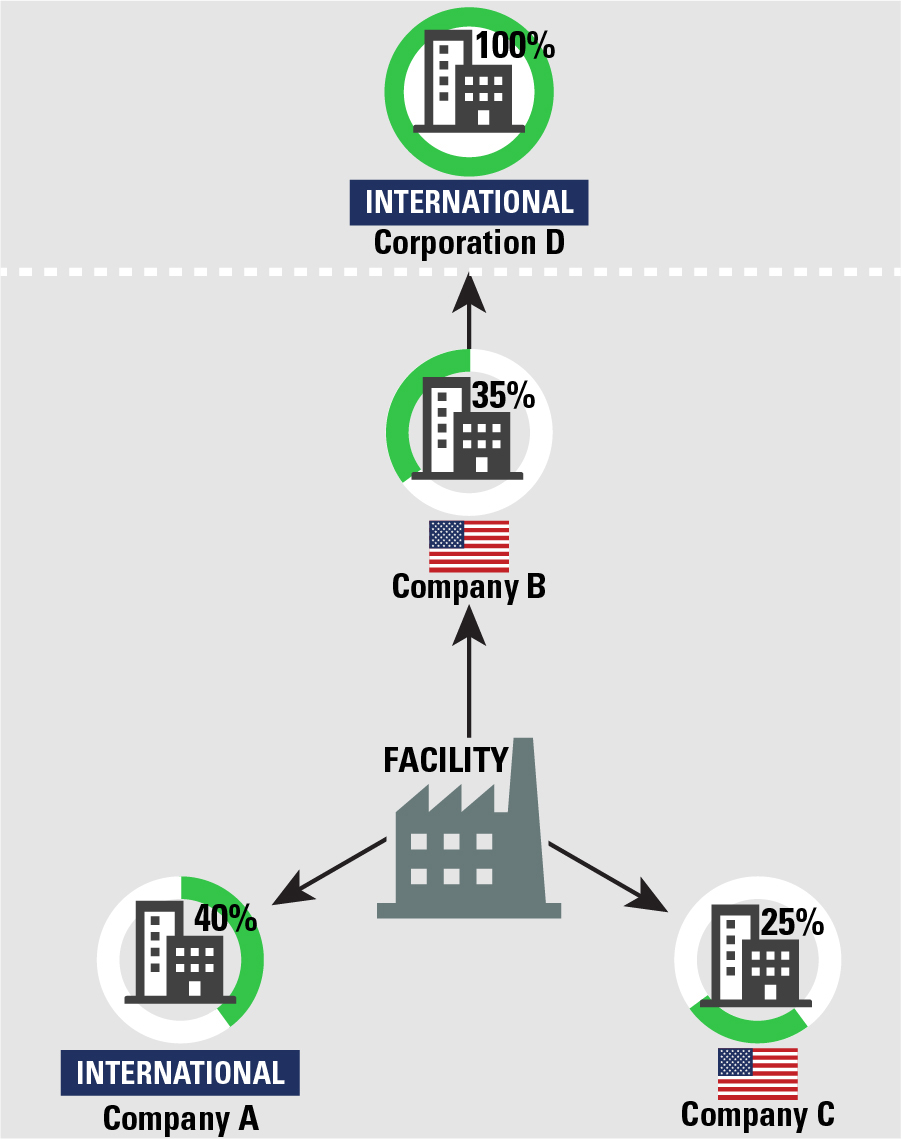 100%
INTERNATIONAL
Corporation D
35%
Company B
FACILITY
40%
INTERNATIONAL
Company A
25%
Company C